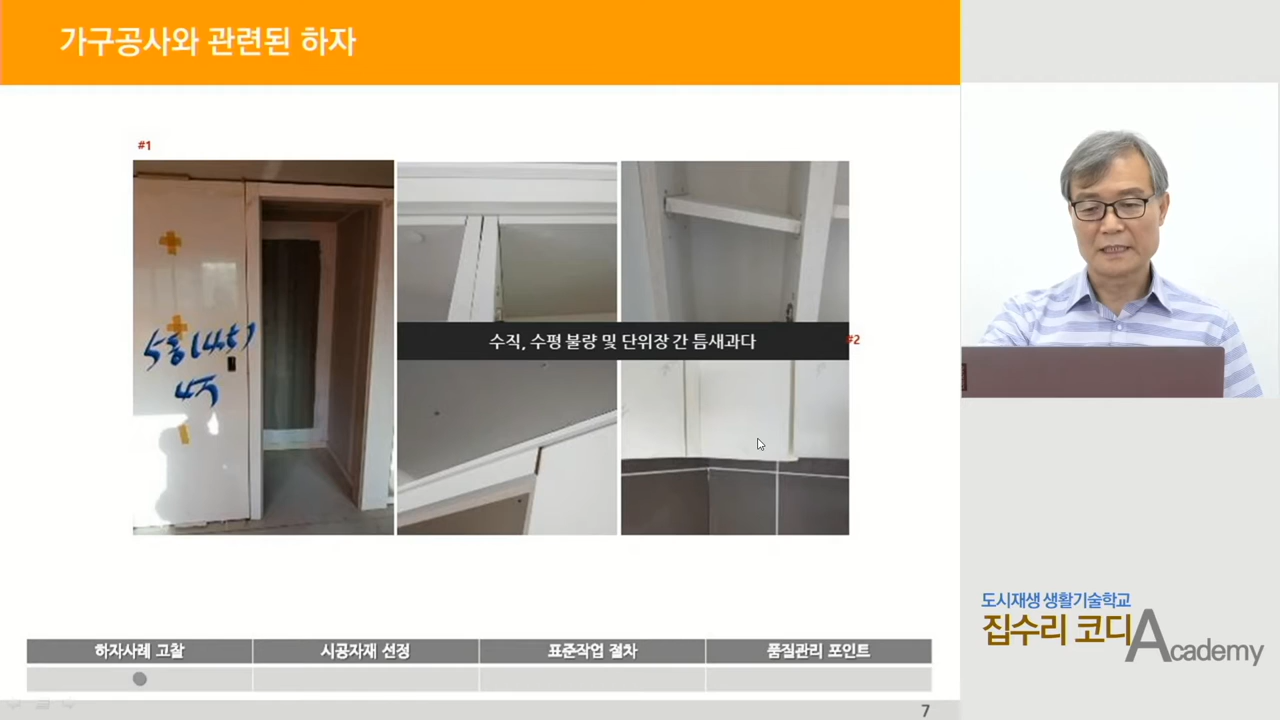 가구공사와 관련된 하자
#1
수직, 수평 불량 및 단위장 간 틈새과다
#2
하자사례 고찰
시공자재 선정
표준작업 절차
품질관리 포인트
7
도시재생 생활기술학교
집수리 코디Academy